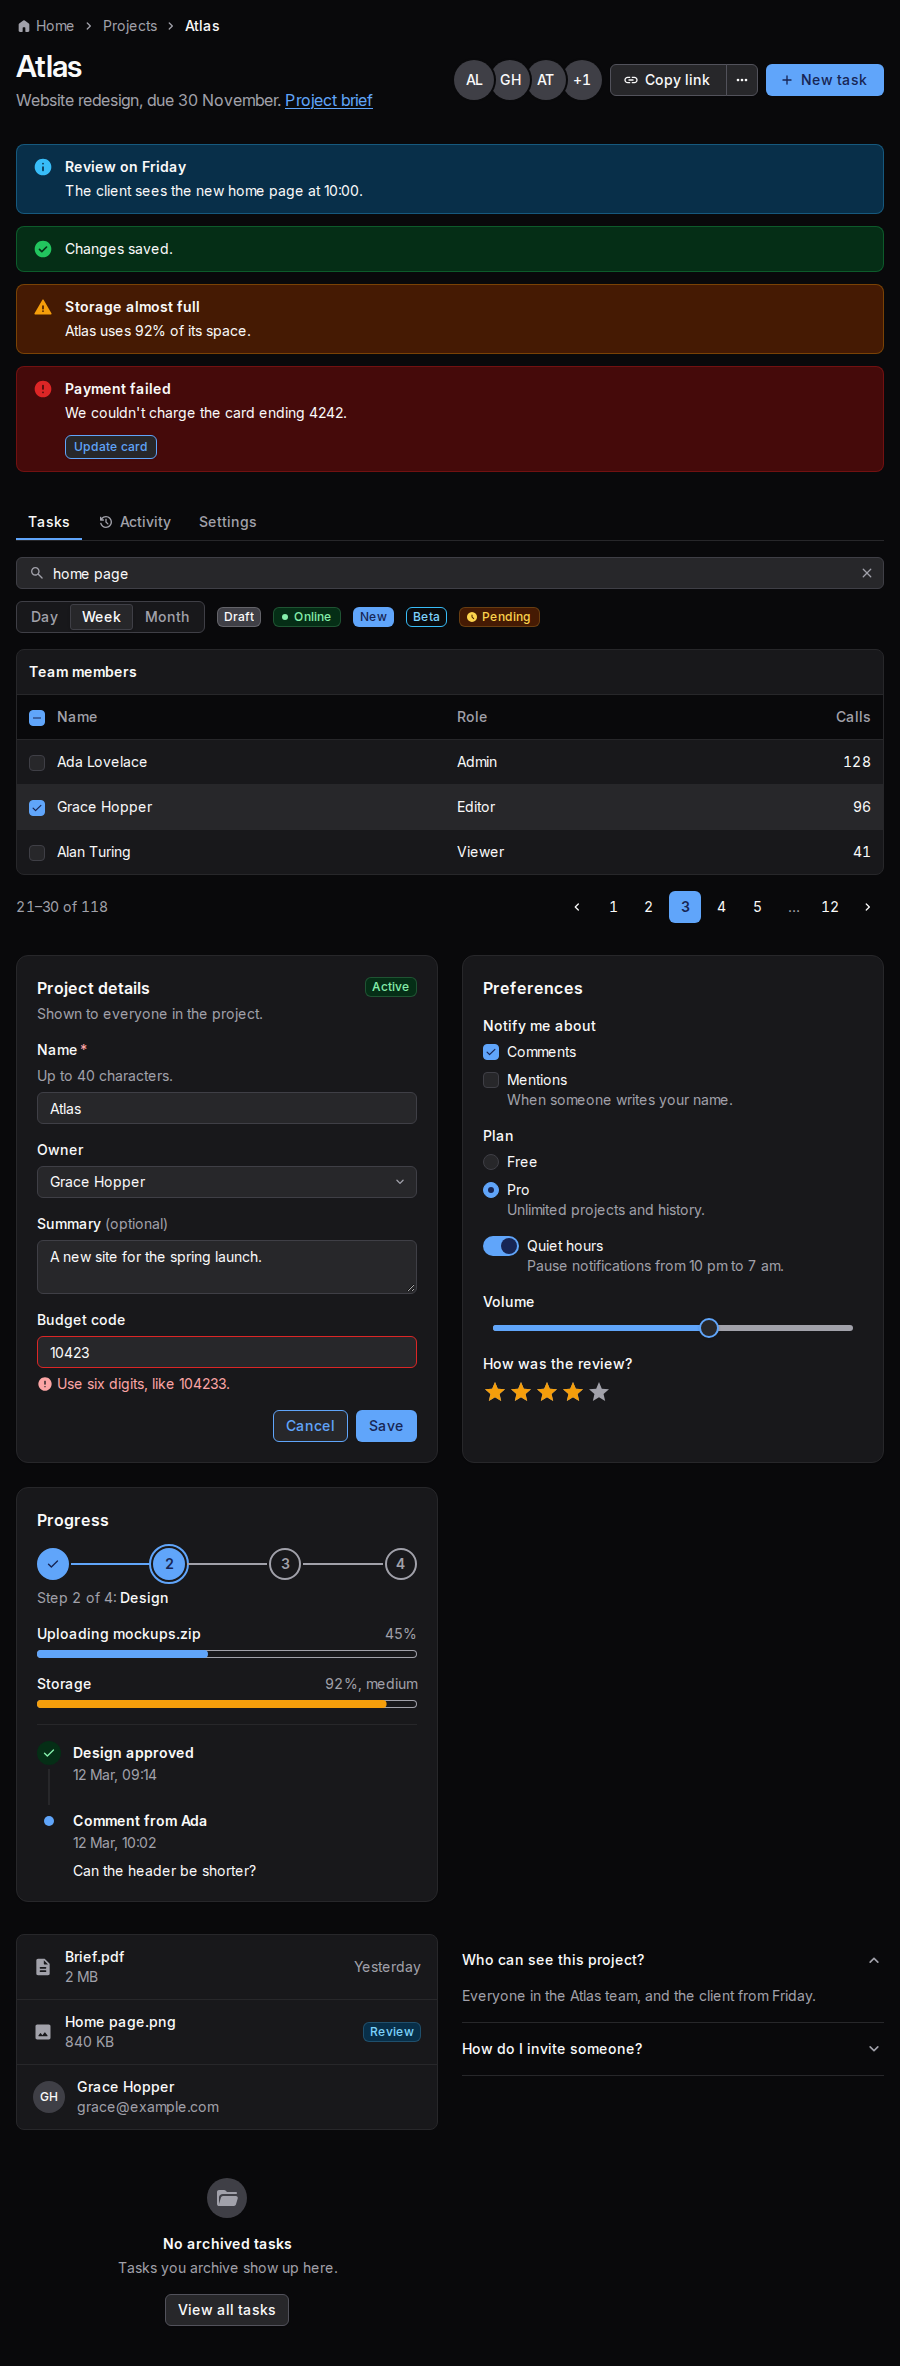 Home > Projects > Atlas
Atlas
Website redesign, due 30 November. Project brief
AL GH AT +1 Copy link ... + New task
Review on Friday
The client sees the new home page at 10:00.
Changes saved.
Storage almost full
Atlas uses 92% of its space.
Payment failed
We couldn't charge the card ending 4242.
Update card
Tasks Activity Settings
home page
Day Week Month Draft Online New Beta Pending
Team members
Name Role Calls
Ada Lovelace Admin 128
Grace Hopper Editor 96
Alan Turing Viewer 41
21–30 of 118 1 2 3 4 5 ... 12
Project details Active
Shown to everyone in the project.
Name *
Up to 40 characters.
Atlas
Owner
Grace Hopper
Summary (optional)
A new site for the spring launch.
Budget code
10423
Use six digits, like 104233.
Cancel Save
Preferences
Notify me about
Comments
Mentions
When someone writes your name.
Plan
Free
Pro
Unlimited projects and history.
Quiet hours
Pause notifications from 10 pm to 7 am.
Volume
How was the review?
Progress
2 3 4
Step 2 of 4: Design
Uploading mockups.zip 45%
Storage 92%, medium
Design approved
12 Mar, 09:14
Comment from Ada
12 Mar, 10:02
Can the header be shorter?
Brief.pdf
2 MB
Yesterday
Home page.png
840 KB
Review
GH
Grace Hopper
grace@example.com
Who can see this project?
Everyone in the Atlas team, and the client from Friday.
How do I invite someone?
No archived tasks
Tasks you archive show up here.
View all tasks